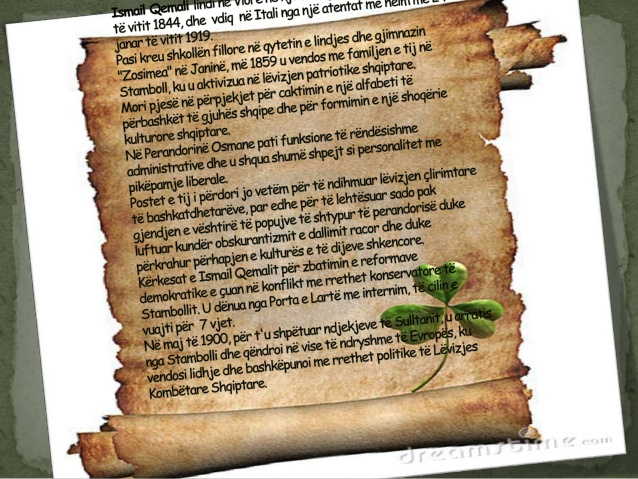 Ismail Qemali lindi në Vlorë
të vitit 1844, dhe vdiq në Itali nga një atentat me helm me
janar të vitit 1919.
Pasi kreu shkollën fillore në qytetin e lindjes dhe gjimnazin
"Zosimea" në Janinë, më 1859 u vendos me familjen e tij në
Stamboll, ku u aktivizua në lëvizjen patriotike shqiptare.
Mori pjesë në përpjekjet për caktimin e një alfabeti të
përbashkët të gjuhës shqipe dhe për formimin e një shoqërie
kulturore shqiptare.
Në Perandorinë Osmane pati funksione të rëndësishme
administrative dhe u shqua shumë shpejt si personalitet me
pikëpamje liberale.
Postet e tij i përdori jo vetëm për të ndihmuar lëvizjen çlirimtare
të bashkatdhetarëve, par edhe për të lehtësuar sado pak
gjendjen e vështirë të popujve të shtypur të perandorisë duke
luftuar kundër obskurantizmit e dallimit racor dhe duke
përkrahur përhapjen e kulturës e të dijeve shkencore.
Kërkesat e Ismail Qemalit për zbatimin e reformave
demokratike e çuan në konflikt me rrethet konservatore të
Stambollit. U dënua nga Porta e Lartë me internim, të cilin e
vuajti për 7 vjet.
Në maj të 1900, për t'u shpëtuar ndjekjeve të Sulltanit, u arratis
nga Stambolli dhe qëndroi në vise të ndryshme të Evropës, ku
vendosi lidhje dhe bashkëpunoi me rrethet politike të Lëvizjes
Kombëtare Shqiptare.
dreamstime.com